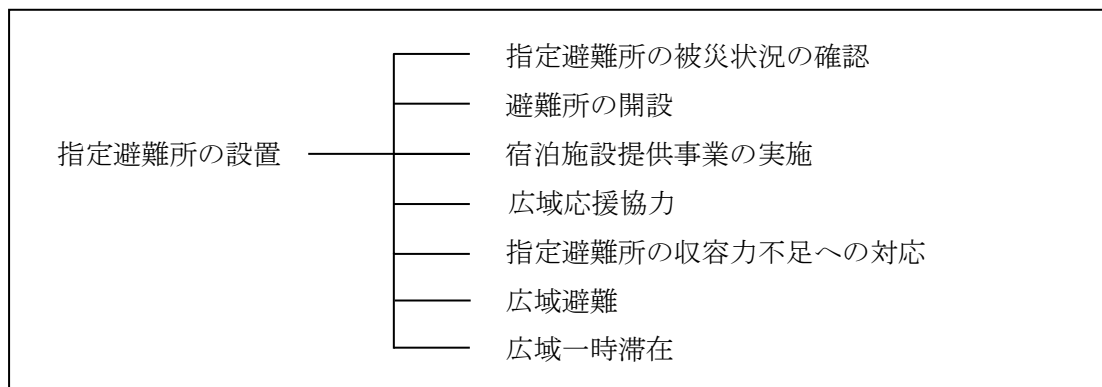 指定避難所の設置
指定避難所の被災状況の確認
避難所の開設
宿泊施設提供事業の実施
広域応援協力
指定避難所の収容力不足への対応
広域避難
広域一時滞在